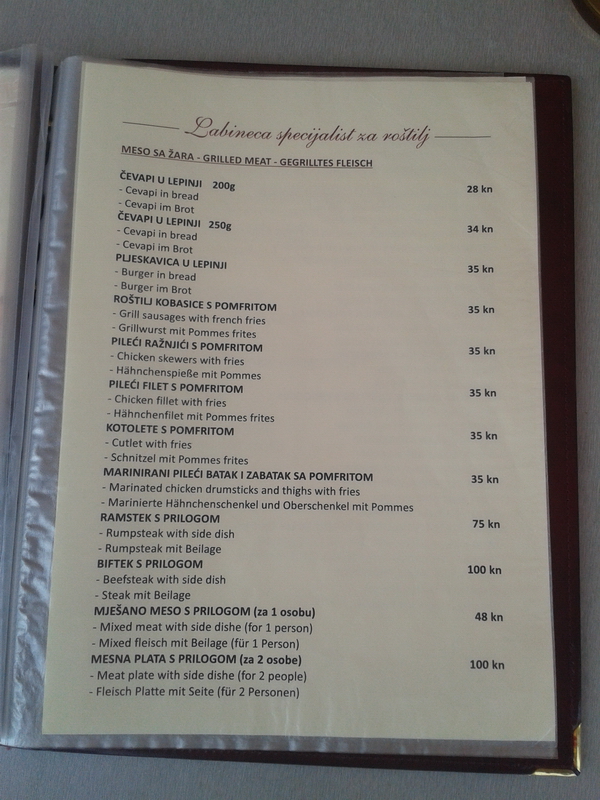 Labineca specijalist za roštilj
MESO SA ŽARA - GRILLED MEAT - GEGRILLTES FLEISCH
ČEVAPI U LEPINJI 200g 28 kn
- Cevapi in bread
- Cevapi im Brot
ČEVAPI U LEPINJI 250g 34 kn
- Cevapi in bread
- Cevapi im Brot
PLJESKAVICA U LEPINJI 35 kn
- Burger in bread
- Burger im Brot
ROŠTILJ KOBASICE S POMFRITOM 35 kn
- Grill sausages with french fries
- Grillwurst mit Pommes frites
PILEĆI RAŽNJIĆI S POMFRITOM 35 kn
- Chicken skewers with fries
- Hähnchenspieße mit Pommes
PILEĆI FILET S POMFRITOM 35 kn
- Chicken fillet with fries
- Hähnchenfilet mit Pommes frites
KOTOLETE S POMFRITOM 35 kn
- Cutlet with fries
- Schnitzel mit Pommes frites
MARINIRANI PILEĆI BATAK I ZABATAK SA POMFRITOM 35 kn
- Marinated chicken drumsticks and thighs with fries
- Marinierte Hähnchenschenkel und Oberschenkel mit Pommes
RAMSTEK S PRILOGOM 75 kn
- Rumpsteak with side dish
- Rumpsteak mit Beilage
BIFTEK S PRILOGOM 100 kn
- Beefsteak with side dish
- Steak mit Beilage
MJEŠANO MESO S PRILOGOM (za 1 osobu) 48 kn
- Mixed meat with side dishe (for 1 person)
- Mixed fleisch mit Beilage (für 1 Person)
MESNA PLATA S PRILOGOM (za 2 osobe) 100 kn
- Meat plate with side dishe (for 2 people)
- Fleisch Platte mit Seite (für 2 Personen)